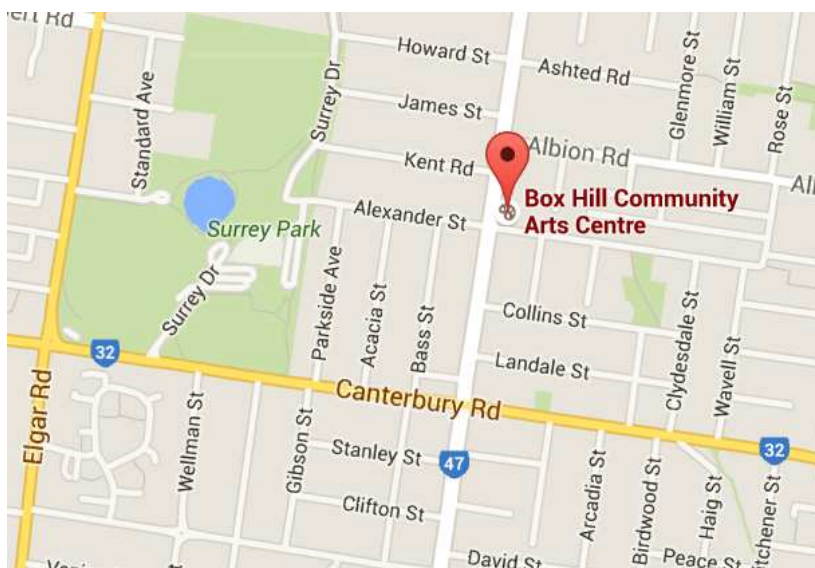 Howard St
Ashted Rd
Glenmore St
William St
Rose St
Standard Ave
Surrey Dr
James St
Albion Rd
Kent Rd
Box Hill Community
Arts Centre
Alexander St
Surrey Park
Surrey Dr
Parkside Ave
Acacia St
Bass St
Collins St
Clydesdale St
Wavell St
Landale St
32
Canterbury Rd
Elgar Rd
Wellman St
Gibson St
Stanley St
47
32
Clifton St
Arcadia St
Birdwood St
Haig St
David St
Peace St